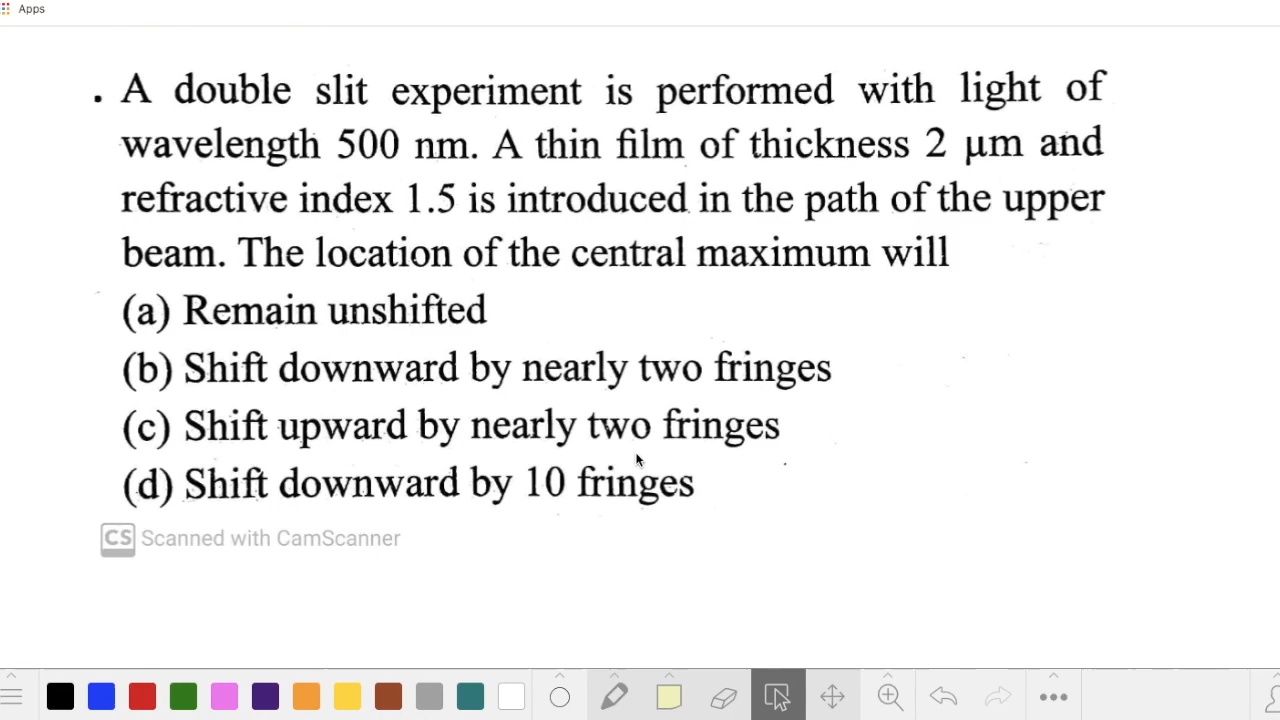 Apps
. A double slit experiment is performed with light of
wavelength 500 nm. A thin film of thickness 2 μm and
refractive index 1.5 is introduced in the path of the upper
beam. The location of the central maximum will
(a) Remain unshifted
(b) Shift downward by nearly two fringes
(c) Shift upward by nearly two fringes
(d) Shift downward by 10 fringes
CS Scanned with CamScanner